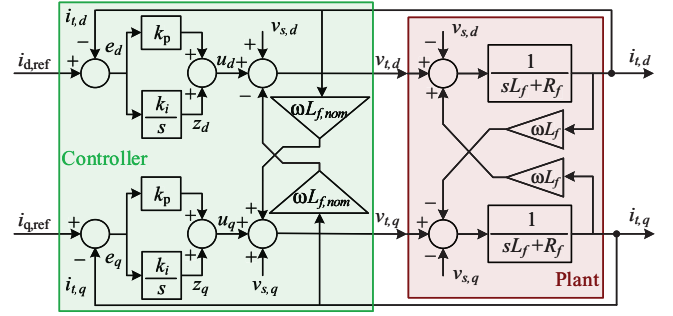 i_{t,d}
v_{s,d}
k_p
i_{d,ref}
+
−
e_d
k_i/s
+
+
z_d
u_d
+
+
−
v_{t,d}
+
−
+
v_{s,d}
1/(sL_f+R_f)
i_{t,d}
ωL_{f,nom}
ωL_f
Controller
ωL_{f,nom}
ωL_f
k_p
i_{q,ref}
+
−
e_q
i_{t,q}
k_i/s
+
+
z_q
u_q
+
+
+
v_{s,q}
v_{t,q}
+
−
−
v_{s,q}
1/(sL_f+R_f)
i_{t,q}
Plant